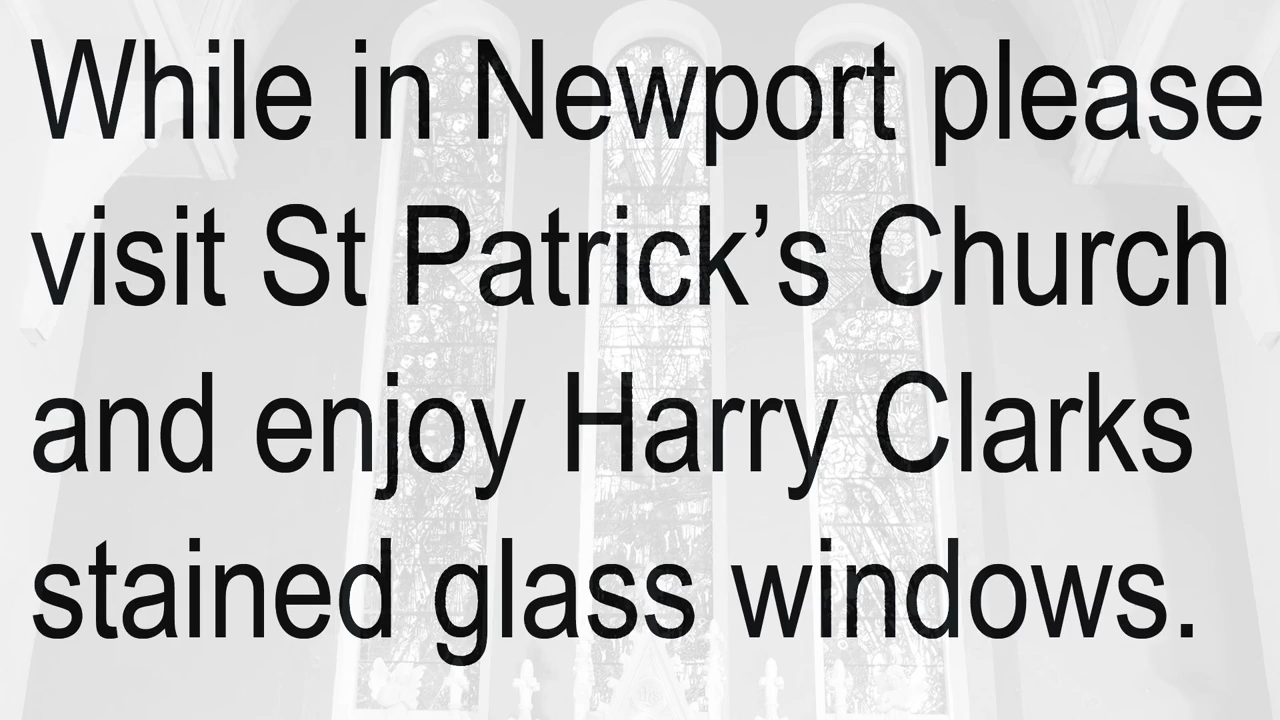 While in Newport please
visit St Patrick’s Church
and enjoy Harry Clarks
stained glass windows.